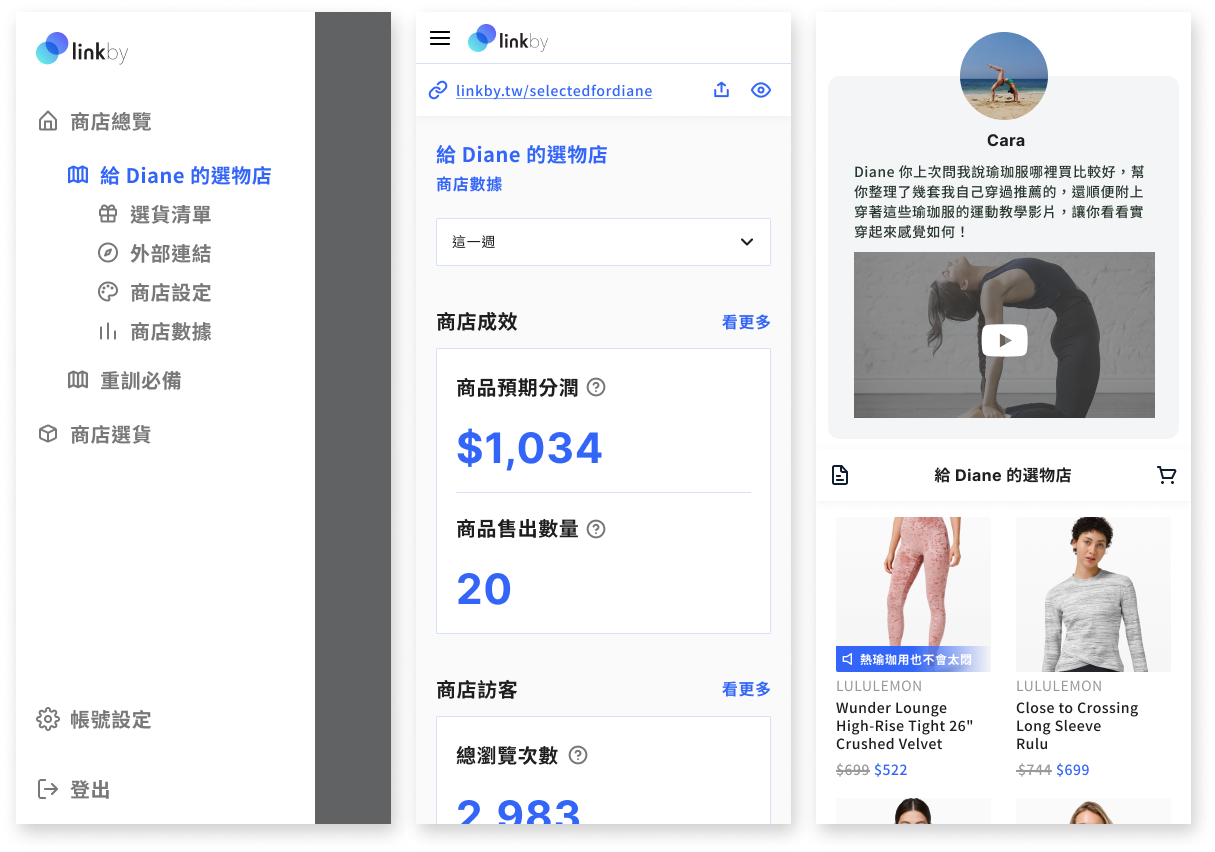 linkby
商店總覽
給 Diane 的選物店
選貨清單
外部連結
商店設定
商店數據
重訓必備
商店選貨
帳號設定
登出
linkby
linkby.tw/selectedfordiane
給 Diane 的選物店
商店數據
這一週
商店成效
看更多
商品預期分潤
$1,034
商品售出數量
20
商店訪客
看更多
總瀏覽次數
2,983
Cara
Diane 你上次問我說瑜珈服哪裡買比較好，幫
你整理了幾套我自己穿過推薦的，還順便附上
穿著這些瑜珈服的運動教學影片，讓你看看實
穿起來感覺如何！
給 Diane 的選物店
熱瑜珈用也不會太悶
LULULEMON
Wunder Lounge
High-Rise Tight 26"
Crushed Velvet
$699 $522
LULULEMON
Close to Crossing
Long Sleeve
Rulu
$744 $699